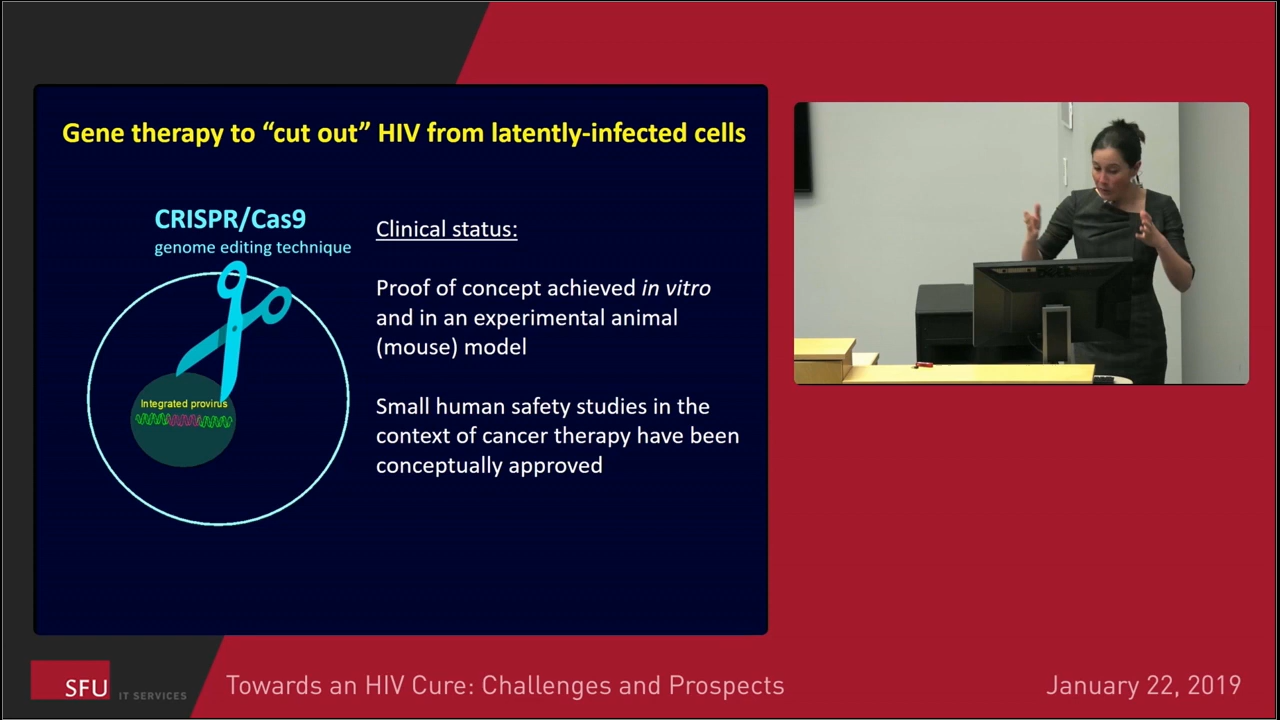 Gene therapy to “cut out” HIV from latently-infected cells
CRISPR/Cas9
genome editing technique
Integrated provirus
Clinical status:
Proof of concept achieved in vitro
and in an experimental animal
(mouse) model
Small human safety studies in the
context of cancer therapy have been
conceptually approved
SFU IT SERVICES
Towards an HIV Cure: Challenges and Prospects
January 22, 2019